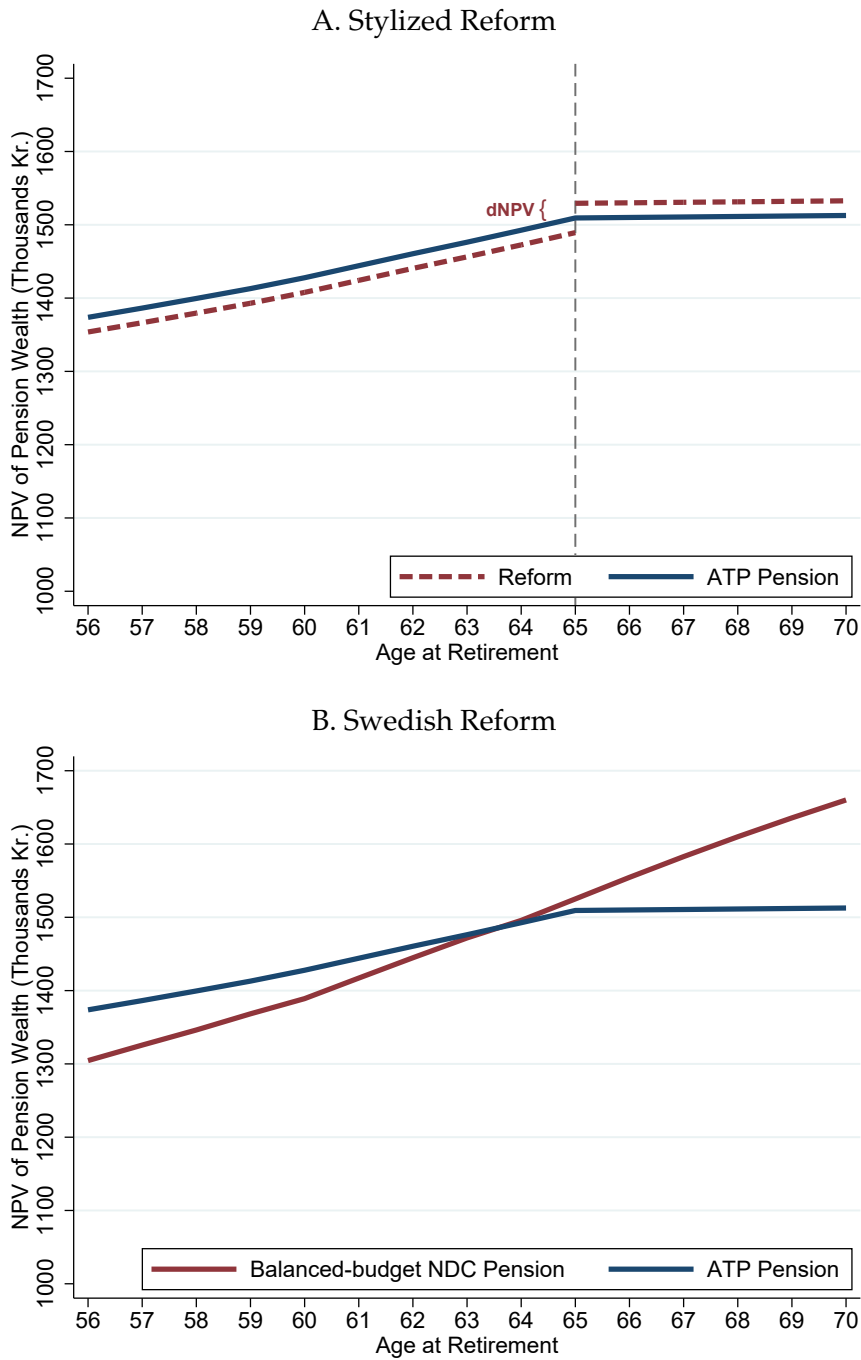 A. Stylized Reform
NPV of Pension Wealth (Thousands Kr.)
1700
1600
1500
1400
1300
1200
1100
1000
dNPV {
Reform
ATP Pension
56 57 58 59 60 61 62 63 64 65 66 67 68 69 70
Age at Retirement
B. Swedish Reform
NPV of Pension Wealth (Thousands Kr.)
1700
1600
1500
1400
1300
1200
1100
1000
Balanced-budget NDC Pension
ATP Pension
56 57 58 59 60 61 62 63 64 65 66 67 68 69 70
Age at Retirement